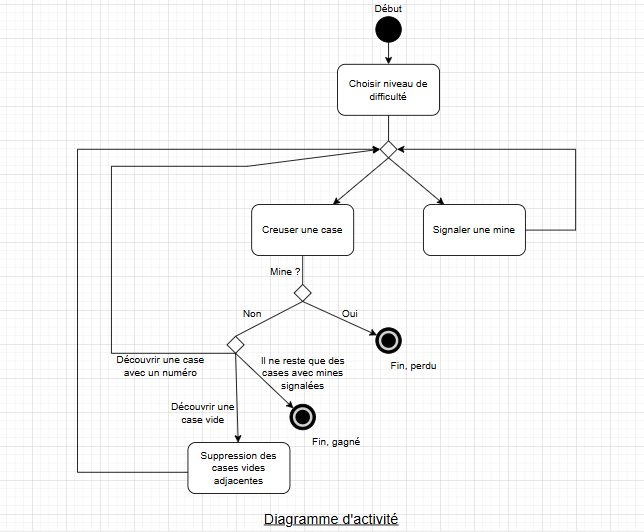 Début
Choisir niveau de
difficulté
Creuser une case
Signaler une mine
Mine ?
Non
Oui
Fin, perdu
Découvrir une case
avec un numéro
Il ne reste que des
cases avec mines
signalées
Découvrir une
case vide
Fin, gagné
Suppression des
cases vides
adjacentes
Diagramme d'activité